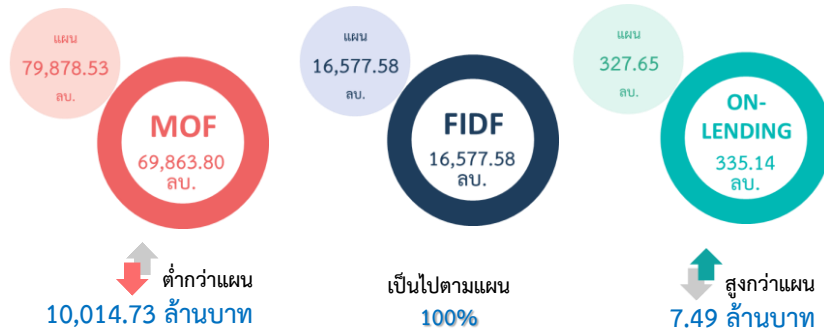 แผน
79,878.53
ลบ.
MOF
69,863.80
ลบ.
ต่ำกว่าแผน
10,014.73 ล้านบาท
แผน
16,577.58
ลบ.
FIDF
16,577.58
ลบ.
เป็นไปตามแผน
100%
แผน
327.65
ลบ.
ON-
LENDING
335.14
ลบ.
สูงกว่าแผน
7.49 ล้านบาท